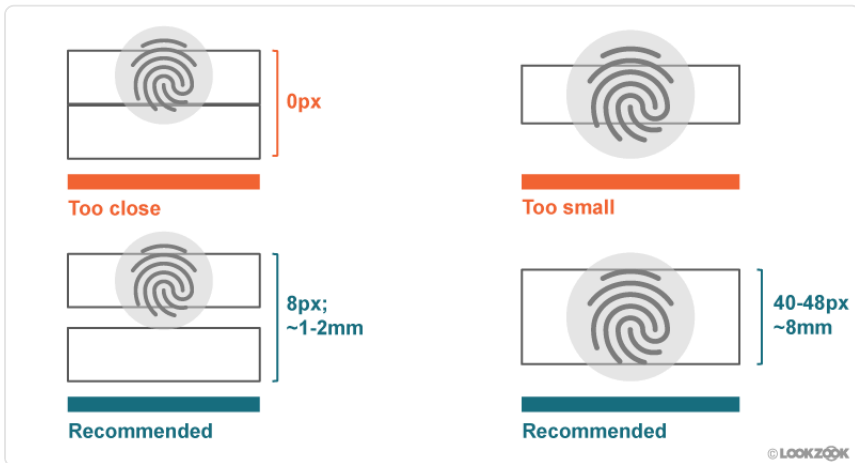 0px
Too close
Too small
8px;
~1-2mm
Recommended
40-48px
~8mm
Recommended
© LOOKZOOK